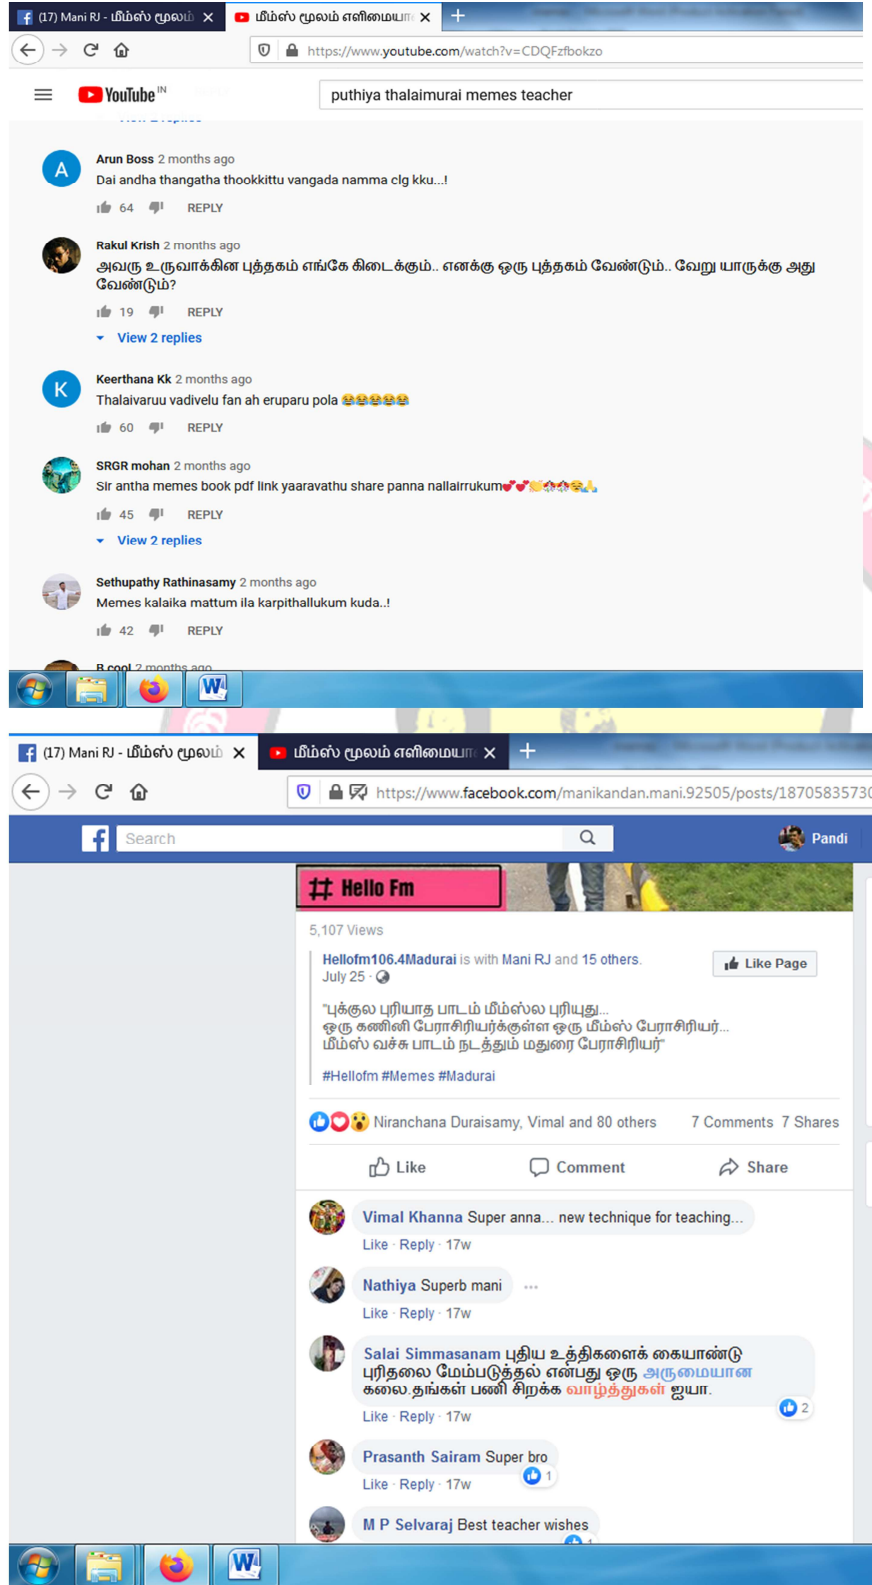 (17) Mani RJ - மீம்ஸ் மூலம்
மீம்ஸ் மூலம் எளிமையா
https://www.youtube.com/watch?v=CDQFzfbokzo
YouTube IN
puthiya thalaimurai memes teacher
View 2 replies
A
Arun Boss 2 months ago
Dai andha thangatha thookkittu vangada namma clg kku...!
64 REPLY
Rakul Krish 2 months ago
அவரு உருவாக்கின புத்தகம் எங்கே கிடைக்கும்.. எனக்கு ஒரு புத்தகம் வேண்டும்.. வேறு யாருக்கு அது
வேண்டும்?
19 REPLY
View 2 replies
K
Keerthana Kk 2 months ago
Thalaivaruu vadivelu fan ah eruparu pola 😂😂😂😂😂
60 REPLY
SRGR mohan 2 months ago
Sir antha memes book pdf link yaaravathu share panna nallairrukum
45 REPLY
View 2 replies
Sethupathy Rathinasamy 2 months ago
Memes kalaika mattum ila karpithallukum kuda..!
42 REPLY
B cool 2 months ago
(17) Mani RJ - மீம்ஸ் மூலம்
மீம்ஸ் மூலம் எளிமையா
https://www.facebook.com/manikandan.mani.92505/posts/18705835730
Search
Pandi
# Hello Fm
5,107 Views
Hellofm106.4Madurai is with Mani RJ and 15 others.
July 25
Like Page
"புக்குல புரியாத பாடம் மீம்ஸ்ல புரியுது...
ஒரு கணினி பேராசிரியர்க்குள்ள ஒரு மீம்ஸ் பேராசிரியர்...
மீம்ஸ் வச்சு பாடம் நடத்தும் மதுரை பேராசிரியர்"
#Hellofm #Memes #Madurai
Niranchana Duraisamy, Vimal and 80 others 7 Comments 7 Shares
Like Comment Share
Vimal Khanna Super anna... new technique for teaching...
Like · Reply · 17w
Nathiya Superb mani
Like · Reply · 17w
Salai Simmasanam புதிய உத்திகளைக் கையாண்டு
புரிதலை மேம்படுத்தல் என்பது ஒரு அருமையான
கலை.தங்கள் பணி சிறக்க வாழ்த்துகள் ஐயா.
2
Like · Reply · 17w
Prasanth Sairam Super bro
1
Like · Reply · 17w
M P Selvaraj Best teacher wishes
1